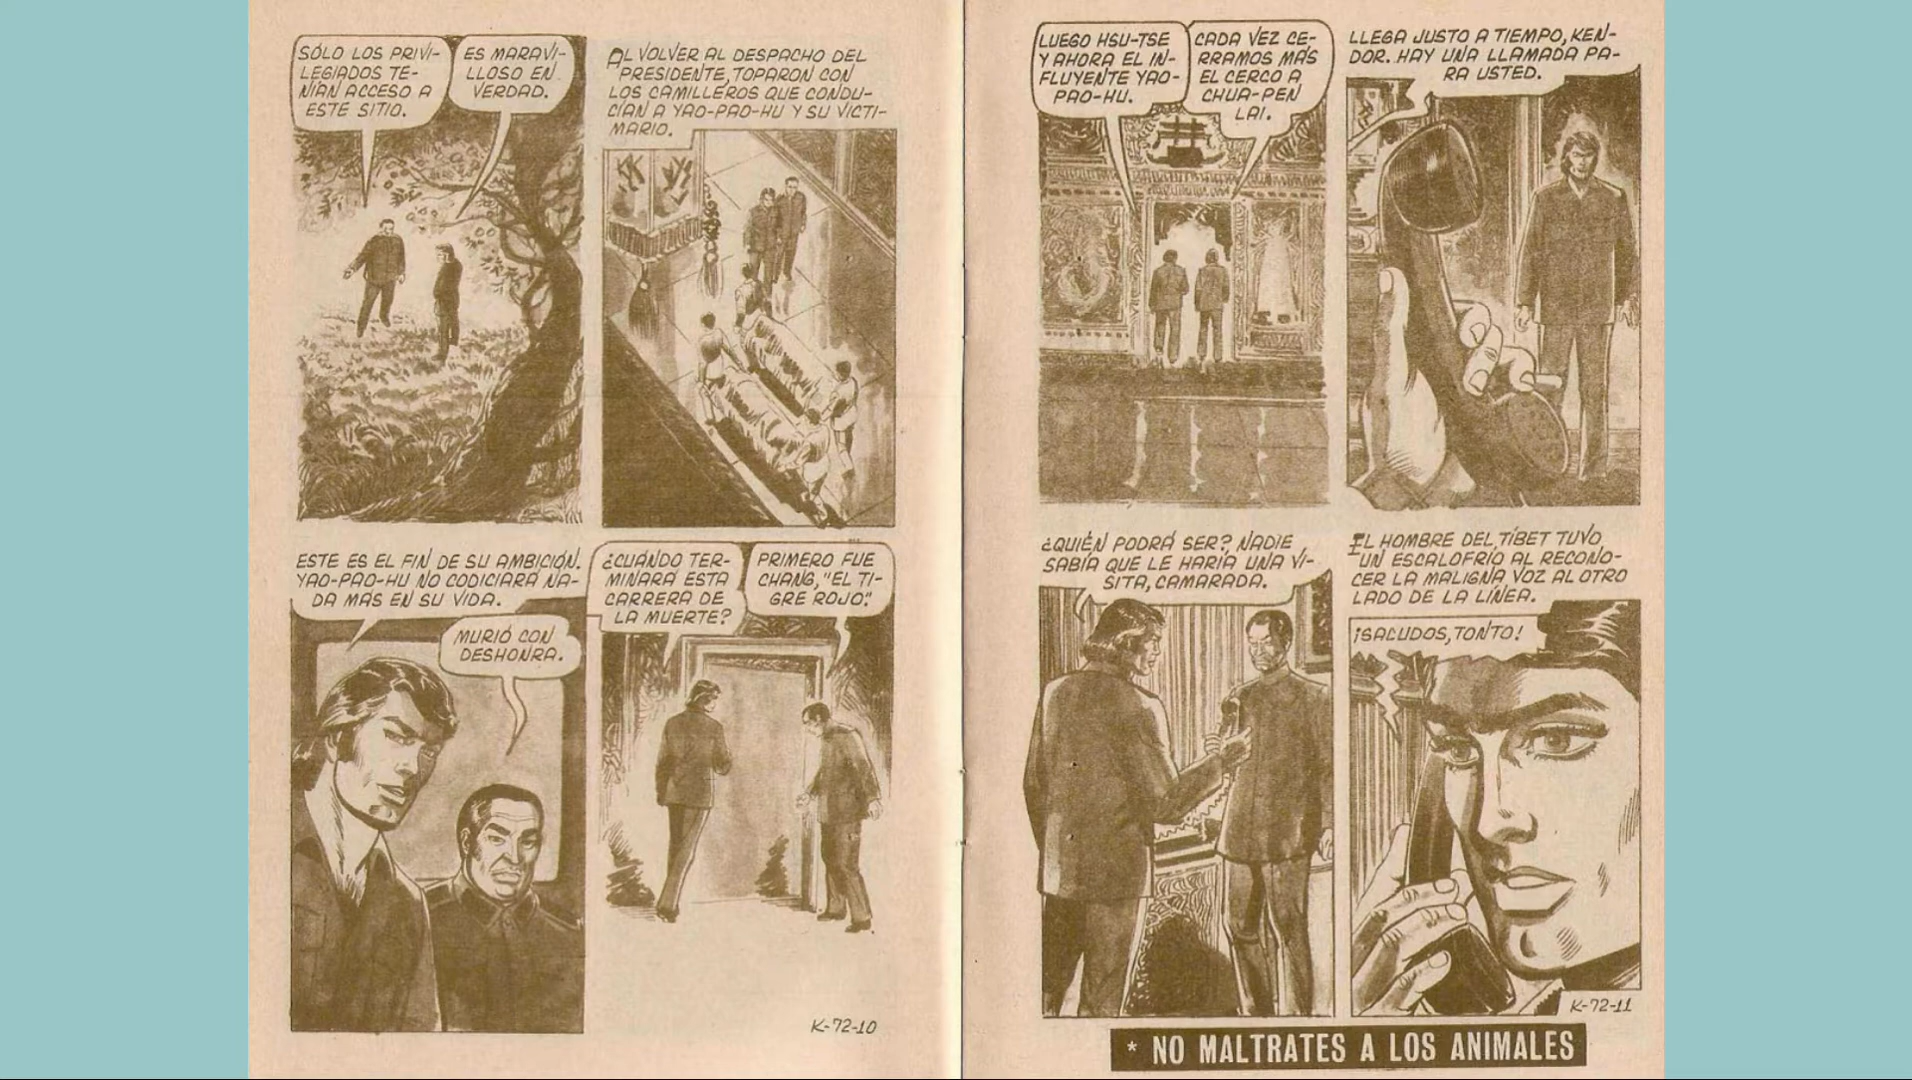 SÓLO LOS PRIVI-
LEGIADOS TE-
NÍAN ACCESO A
ESTE SITIO.
ES MARAVI-
LLOSO EN
VERDAD.
AL VOLVER AL DESPACHO DEL
PRESIDENTE, TOPARON CON
LOS CAMILLEROS QUE CONDU-
CÍAN A YAO-PAO-HU Y SU VICTI-
MARIO.
ESTE ES EL FIN DE SU AMBICIÓN.
YAO-PAO-HU NO CODICIARÁ NA-
DA MÁS EN SU VIDA.
MURIÓ CON
DESHONRA.
¿CUÁNDO TER-
MINARÁ ESTA
CARRERA DE
LA MUERTE?
PRIMERO FUE
CHANG, "EL TI-
GRE ROJO".
K-72-10
LUEGO HSU-TSE
Y AHORA EL IN-
FLUYENTE YAO-
PAO-HU.
CADA VEZ CE-
RRAMOS MÁS
EL CERCO A
CHUA-PEN
LAI.
LLEGA JUSTO A TIEMPO, KEN-
DOR. HAY UNA LLAMADA PA-
RA USTED.
¿QUIÉN PODRÁ SER?, NADIE
SABÍA QUE LE HARÍA UNA VI-
SITA, CAMARADA.
EL HOMBRE DEL TÍBET TUVO
UN ESCALOFRÍO AL RECONO-
CER LA MALIGNA VOZ AL OTRO
LADO DE LA LÍNEA.
¡SALUDOS, TONTO!
K-72-11
* NO MALTRATES A LOS ANIMALES